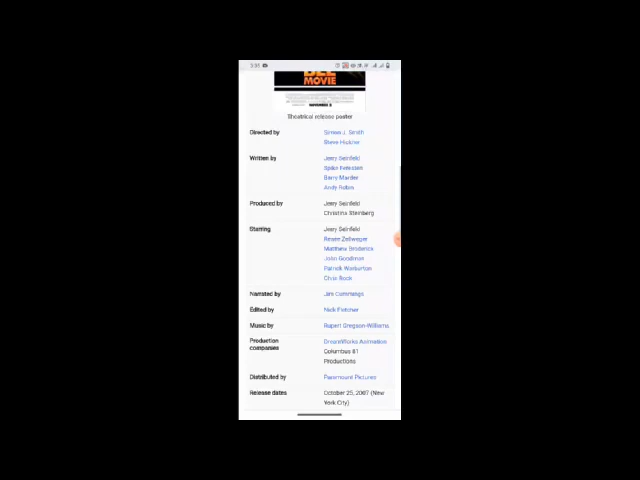 BEE
MOVIE
NOVEMBER 2
Theatrical release poster
Directed by
Simon J. Smith
Steve Hickner
Written by
Jerry Seinfeld
Spike Feresten
Barry Marder
Andy Robin
Produced by
Jerry Seinfeld
Christina Steinberg
Starring
Jerry Seinfeld
Renée Zellweger
Matthew Broderick
John Goodman
Patrick Warburton
Chris Rock
Narrated by
Jim Cummings
Edited by
Nick Fletcher
Music by
Rupert Gregson-Williams
Production
companies
DreamWorks Animation
Columbus 81
Productions
Distributed by
Paramount Pictures
Release dates
October 25, 2007 (New
York City)